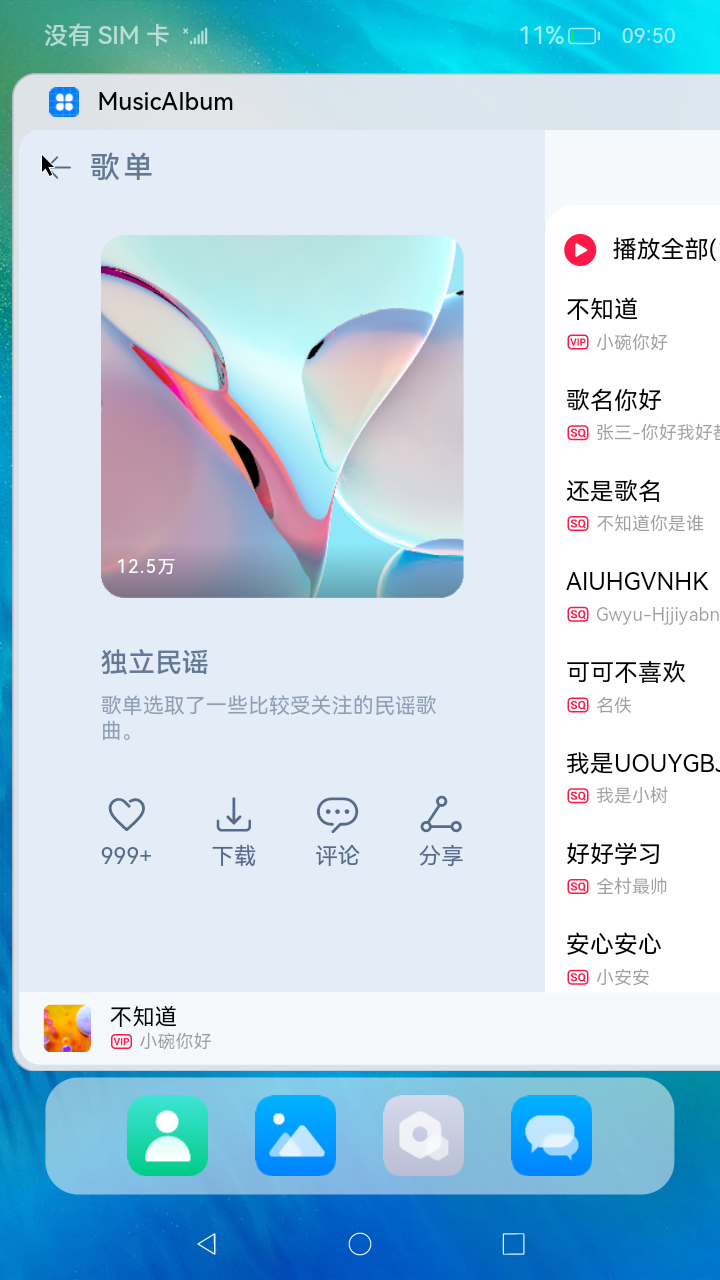 没有 SIM 卡
11%
09:50
MusicAlbum
歌单
12.5万
独立民谣
歌单选取了一些比较受关注的民谣歌
曲。
999+
下载
评论
分享
播放全部(
不知道
VIP 小碗你好
歌名你好
SQ 张三-你好我好
还是歌名
SQ 不知道你是谁
AIUHGVNHK
SQ Gwyu-Hjjiyabn
可可不喜欢
SQ 名佚
我是UOUYGBJ
SQ 我是小树
好好学习
SQ 全村最帅
安心安心
SQ 小安安
不知道
VIP 小碗你好